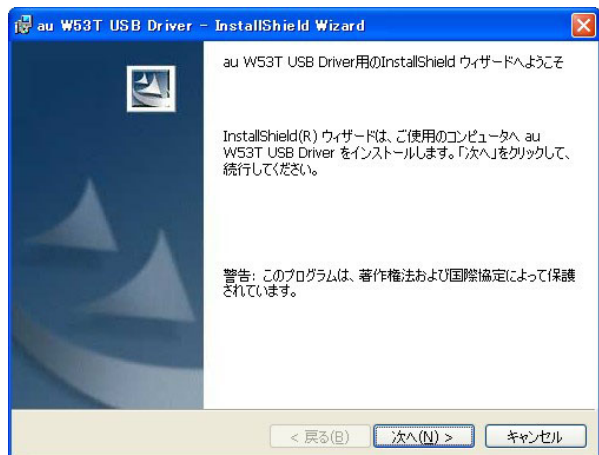 au W53T USB Driver - InstallShield Wizard
au W53T USB Driver用のInstallShield ウィザードへようこそ
InstallShield(R) ウィザードは、ご使用のコンピュータへ au
W53T USB Driver をインストールします。「次へ」をクリックして、
続行してください。
警告: このプログラムは、著作権法および国際協定によって保護
されています。
< 戻る(B)
次へ(N) >
キャンセル